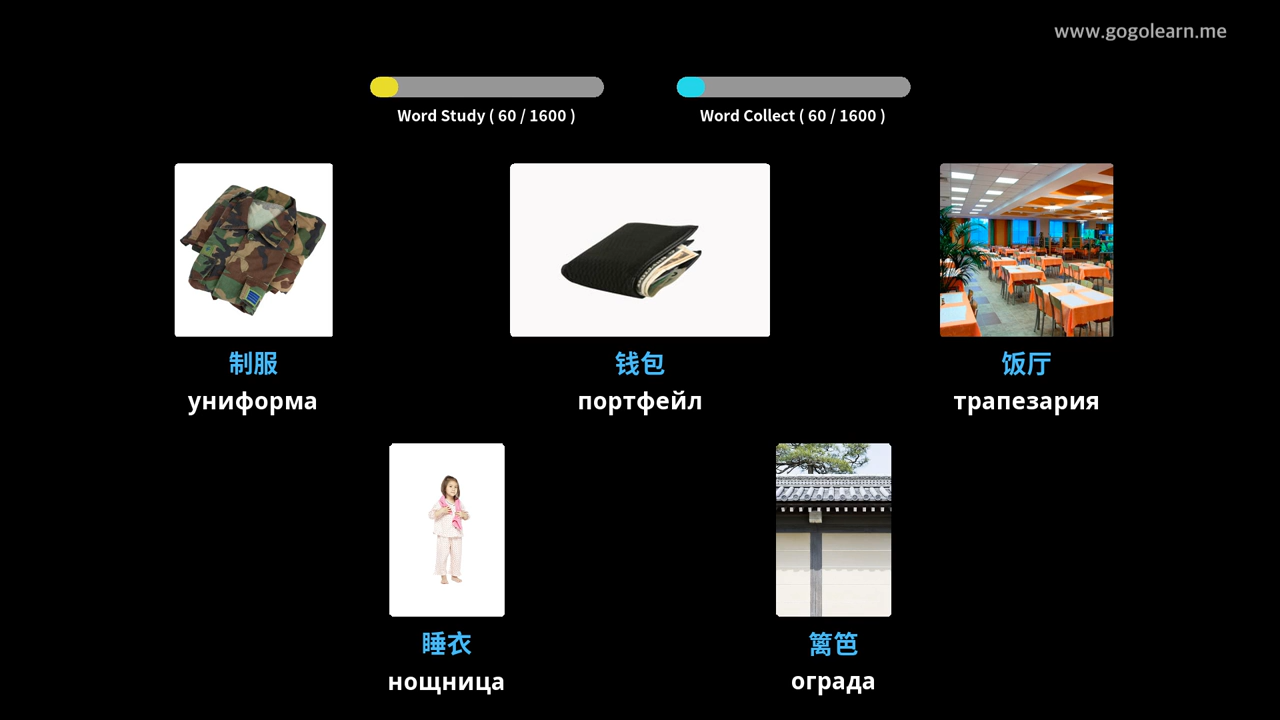 www.gogolearn.me
Word Study ( 60 / 1600 )
Word Collect ( 60 / 1600 )
制服
униформа
钱包
портфейл
饭厅
трапезария
睡衣
нощница
篱笆
ограда